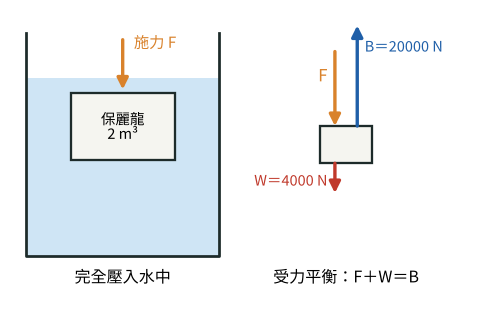 施力 F
保麗龍
2 m³
完全壓入水中
B＝20000 N
F
W＝4000 N
受力平衡：F＋W＝B